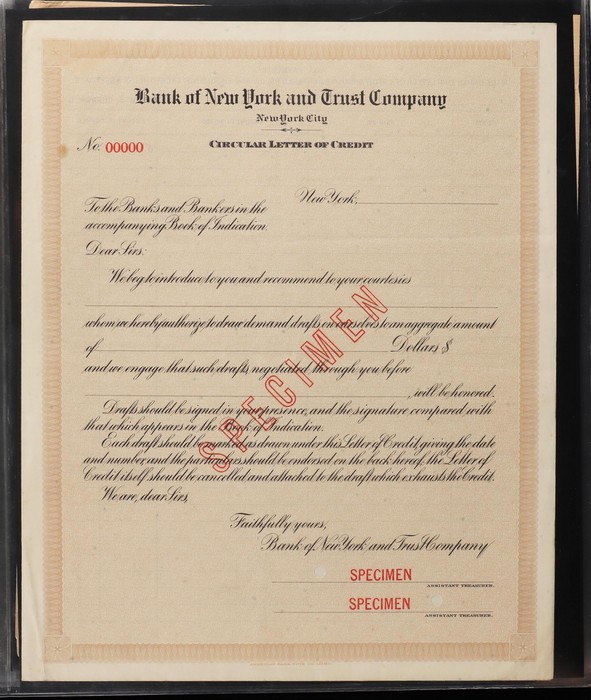 Bank of New York and Trust Company
New York City
No. 00000
Circular Letter of Credit
New York,
To the Banks and Bankers in the
accompanying Book of Indication.
Dear Sirs:
We beg to introduce to you and recommend to your courtesies
whom we hereby authorize to draw demand drafts on ourselves to an aggregate amount
of Dollars $
and we engage that such drafts, negotiated through you before
, will be honored.
Drafts should be signed in your presence, and the signature compared with
that which appears in the Book of Indication.
Each draft should be marked as drawn under this Letter of Credit, giving the date
and number, and the particulars should be endorsed on the back hereof, the Letter of
Credit itself should be cancelled and attached to the draft which exhausts the Credit.
We are, dear Sirs,
SPECIMEN
Faithfully yours,
Bank of New York and Trust Company
SPECIMEN
ASSISTANT TREASURER.
SPECIMEN
ASSISTANT TREASURER.